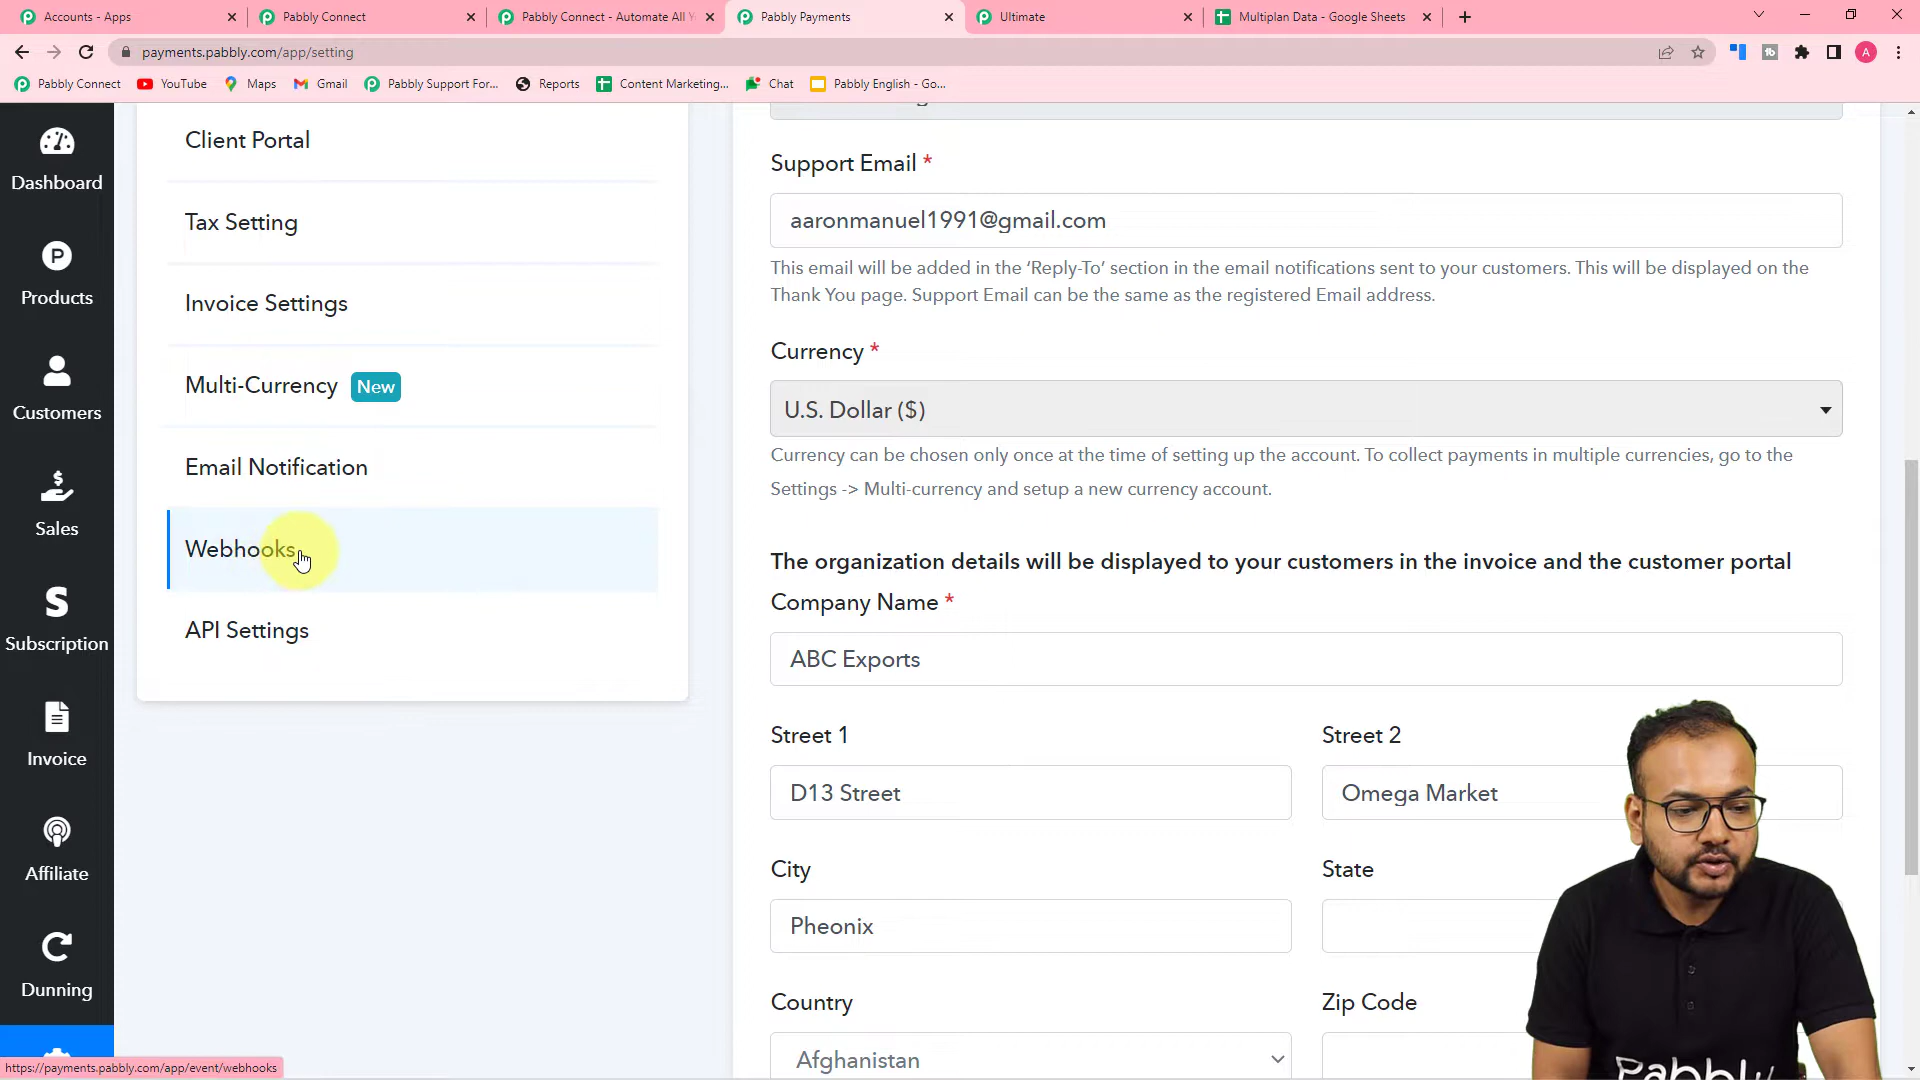 Accounts - Apps
Pabbly Connect
Pabbly Connect - Automate All Y
Pabbly Payments
Ultimate
Multiplan Data - Google Sheets
payments.pabbly.com/app/setting
A
Pabbly Connect
YouTube
Maps
Gmail
Pabbly Support For...
Reports
Content Marketing...
Chat
Pabbly English - Go...
Dashboard
Products
Customers
Sales
Subscription
Invoice
Affiliate
Dunning
Client Portal
Tax Setting
Invoice Settings
Multi-Currency New
Email Notification
Webhooks
API Settings
Support Email *
aaronmanuel1991@gmail.com
This email will be added in the ‘Reply-To’ section in the email notifications sent to your customers. This will be displayed on the
Thank You page. Support Email can be the same as the registered Email address.
Currency *
U.S. Dollar ($)
Currency can be chosen only once at the time of setting up the account. To collect payments in multiple currencies, go to the
Settings -> Multi-currency and setup a new currency account.
The organization details will be displayed to your customers in the invoice and the customer portal
Company Name *
ABC Exports
Street 1
Street 2
D13 Street
Omega Market
City
State
Pheonix
Country
Zip Code
Afghanistan
Pabbly
https://payments.pabbly.com/app/event/webhooks